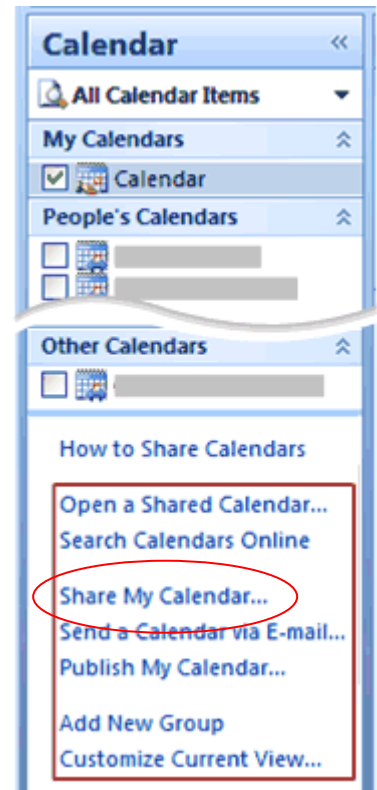 Calendar
All Calendar Items
My Calendars
Calendar
People's Calendars
Other Calendars
How to Share Calendars
Open a Shared Calendar...
Search Calendars Online
Share My Calendar...
Send a Calendar via E-mail...
Publish My Calendar...
Add New Group
Customize Current View...